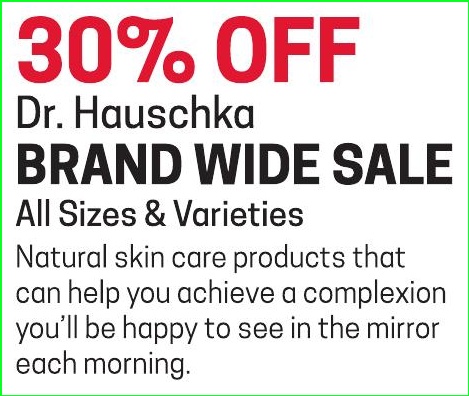 30% OFF
Dr. Hauschka
BRAND WIDE SALE
All Sizes & Varieties
Natural skin care products that
can help you achieve a complexion
you'll be happy to see in the mirror
each morning.